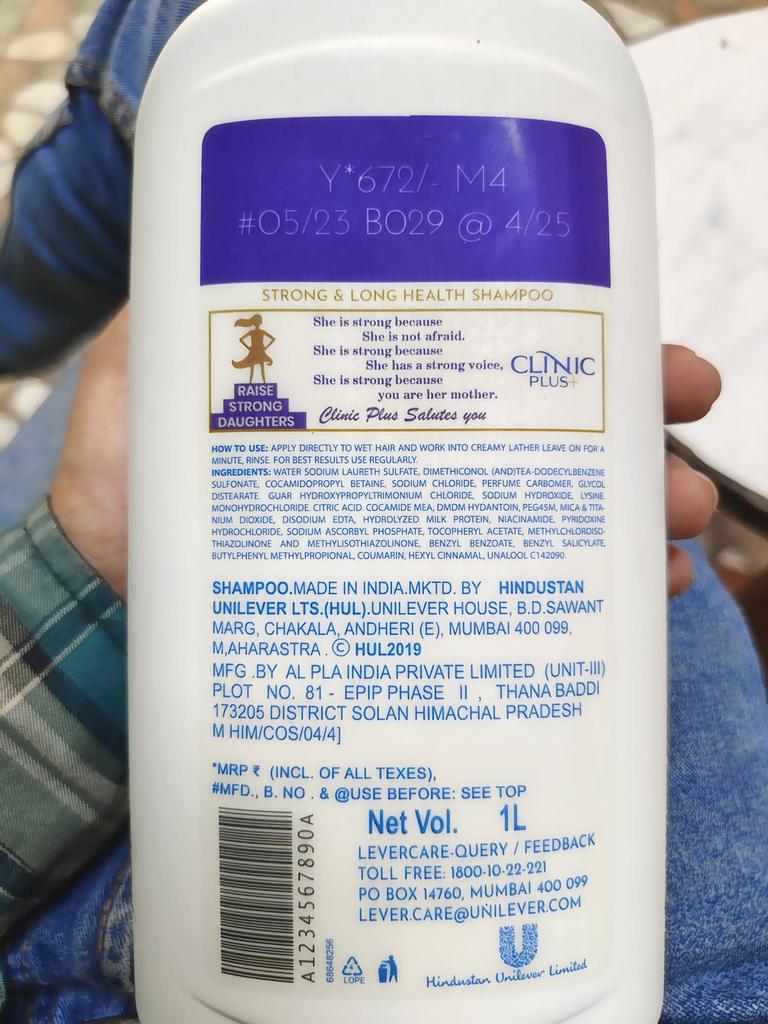 Y*672/- M4
#05/23 B029 @ 4/25
STRONG & LONG HEALTH SHAMPOO
She is strong because
She is not afraid.
She is strong because
She has a strong voice,
She is strong because
you are her mother.
Clinic Plus Salutes you
RAISE
STRONG
DAUGHTERS
CLINIC
PLUS+
HOW TO USE: APPLY DIRECTLY TO WET HAIR AND WORK INTO CREAMY LATHER LEAVE ON FOR A
MINUTE, RINSE. FOR BEST RESULTS USE REGULARLY.
INGREDIENTS: WATER SODIUM LAURETH SULFATE, DIMETHICONOL (AND)TEA-DODECYLBENZENE
SULFONATE, COCAMIDOPROPYL BETAINE, SODIUM CHLORIDE, PERFUME CARBOMER, GLYCOL
DISTEARATE. GUAR HYDROXYPROPYLTRIMONIUM CHLORIDE, SODIUM HYDROXIDE, LYSINE
MONOHYDROCHLORIDE. CITRIC ACID. COCAMIDE MEA, DMDM HYDANTOIN, PEG45M, MICA & TITA-
NIUM DIOXIDE, DISODIUM EDTA, HYDROLYZED MILK PROTEIN, NIACINAMIDE, PYRIDOXINE
HYDROCHLORIDE, SODIUM ASCORBYL PHOSPHATE, TOCOPHERYL ACETATE, METHYLCHLOROISO-
THIAZOLINONE AND METHYLISOTHIAZOLINONE, BENZYL BENZOATE, BENZYL SALICYLATE,
BUTYLPHENYL METHYLPROPIONAL, COUMARIN, HEXYL CINNAMAL, UNALOOL C142090.
SHAMPOO.MADE IN INDIA.MKTD. BY HINDUSTAN
UNILEVER LTS.(HUL).UNILEVER HOUSE, B.D.SAWANT
MARG, CHAKALA, ANDHERI (E), MUMBAI 400 099,
M,AHARASTRA . © HUL2019
MFG .BY AL PLA INDIA PRIVATE LIMITED (UNIT-III)
PLOT NO. 81 - EPIP PHASE II , THANA BADDI
173205 DISTRICT SOLAN HIMACHAL PRADESH
M HIM/COS/04/4]
*MRP ₹ (INCL. OF ALL TEXES),
#MFD., B. NO . & @USE BEFORE: SEE TOP
Net Vol. 1L
LEVERCARE-QUERY / FEEDBACK
TOLL FREE: 1800-10-22-221
PO BOX 14760, MUMBAI 400 099
LEVER.CARE@UNILEVER.COM
A1234567890A
68648256
4
LOPE
Hindustan Unilever Limited